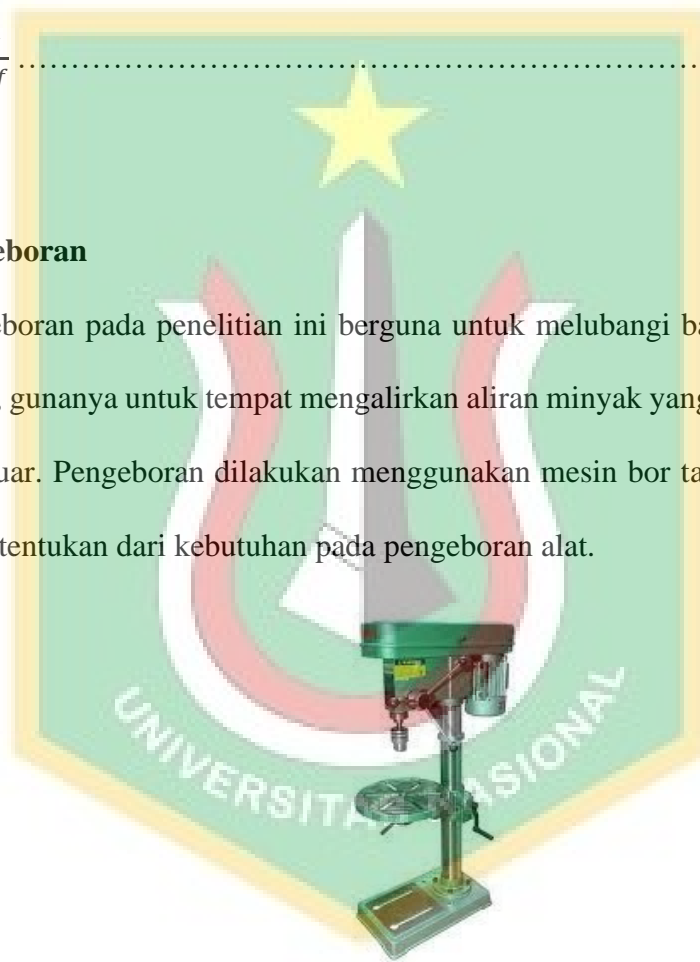 f ……………………………………………………………
eboran
eboran pada penelitian ini berguna untuk melubangi ba
, gunanya untuk tempat mengalirkan aliran minyak yang
uar. Pengeboran dilakukan menggunakan mesin bor ta
tentukan dari kebutuhan pada pengeboran alat.
UNIVERSITAS NASIONAL